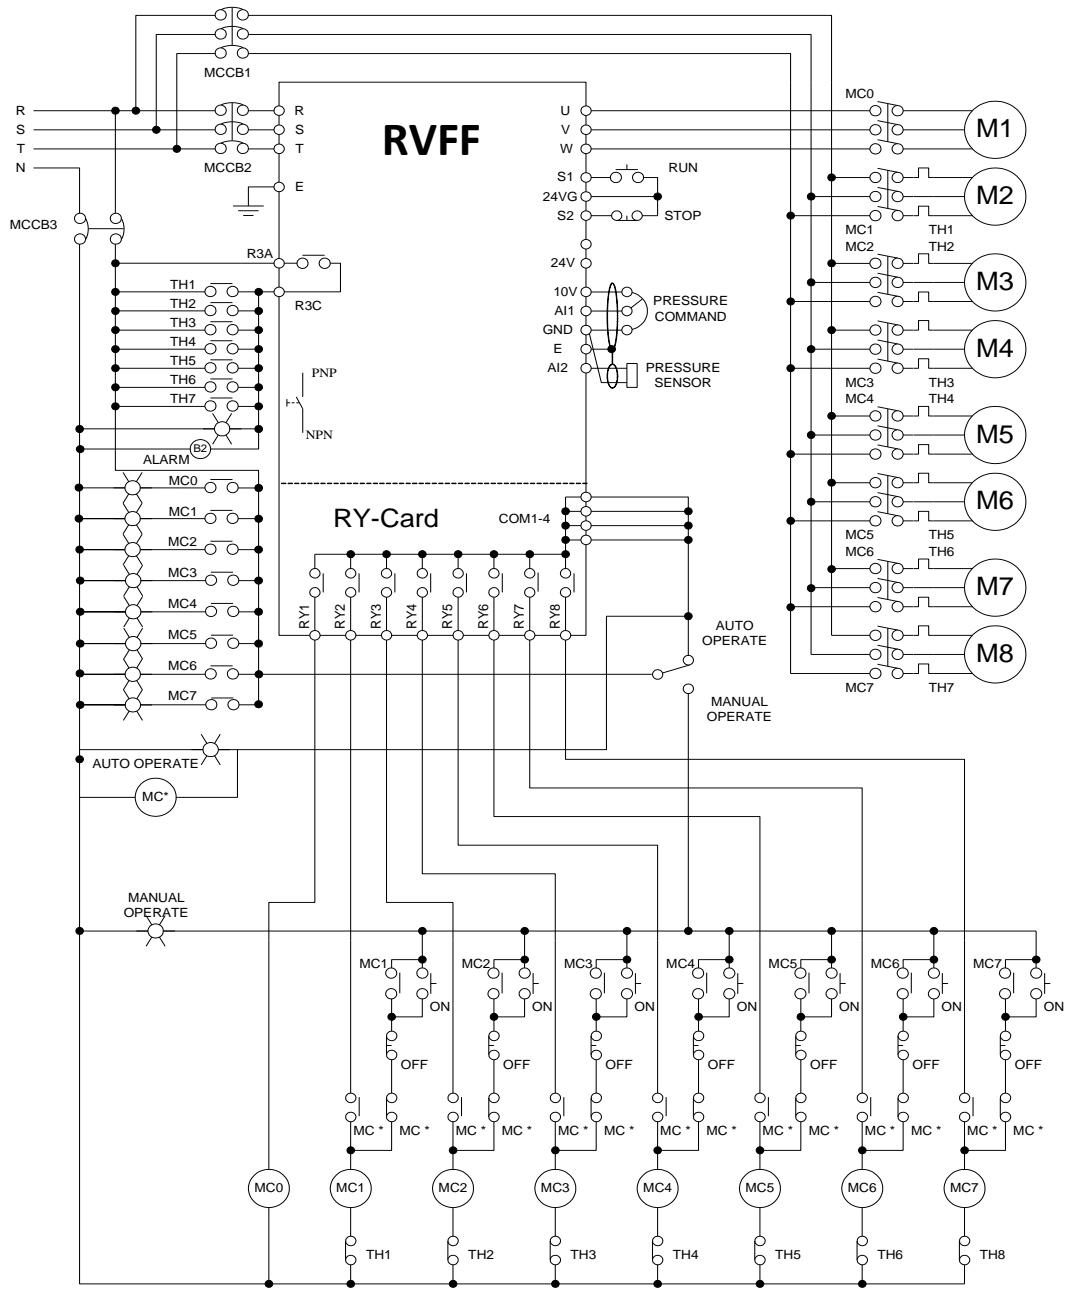 MCCB1
R
S
T
N
MCCB2
R
S
T
E
RVFF
U
V
W
S1
24VG
S2
RUN
STOP
MC0
M1
M2
MC1
TH1
MCCB3
R3A
R3C
24V
10V
AI1
GND
E
AI2
PRESSURE
COMMAND
PRESSURE
SENSOR
MC2
TH2
M3
M4
MC3
TH3
TH1
TH2
TH3
TH4
TH5
TH6
TH7
PNP
NPN
B2
ALARM
MC4
TH4
M5
M6
MC5
TH5
MC0
MC1
MC2
MC3
MC4
MC5
MC6
MC7
RY-Card
COM1-4
RY1
RY2
RY3
RY4
RY5
RY6
RY7
RY8
MC6
TH6
M7
M8
MC7
TH7
AUTO
OPERATE
MANUAL
OPERATE
AUTO OPERATE
MC*
MANUAL
OPERATE
MC1
MC2
MC3
MC4
MC5
MC6
MC7
ON
ON
ON
ON
ON
ON
ON
OFF
OFF
OFF
OFF
OFF
OFF
OFF
MC *
MC *
MC *
MC *
MC *
MC *
MC *
MC *
MC *
MC *
MC *
MC *
MC *
MC *
MC0
MC1
MC2
MC3
MC4
MC5
MC6
MC7
TH1
TH2
TH3
TH4
TH5
TH6
TH8